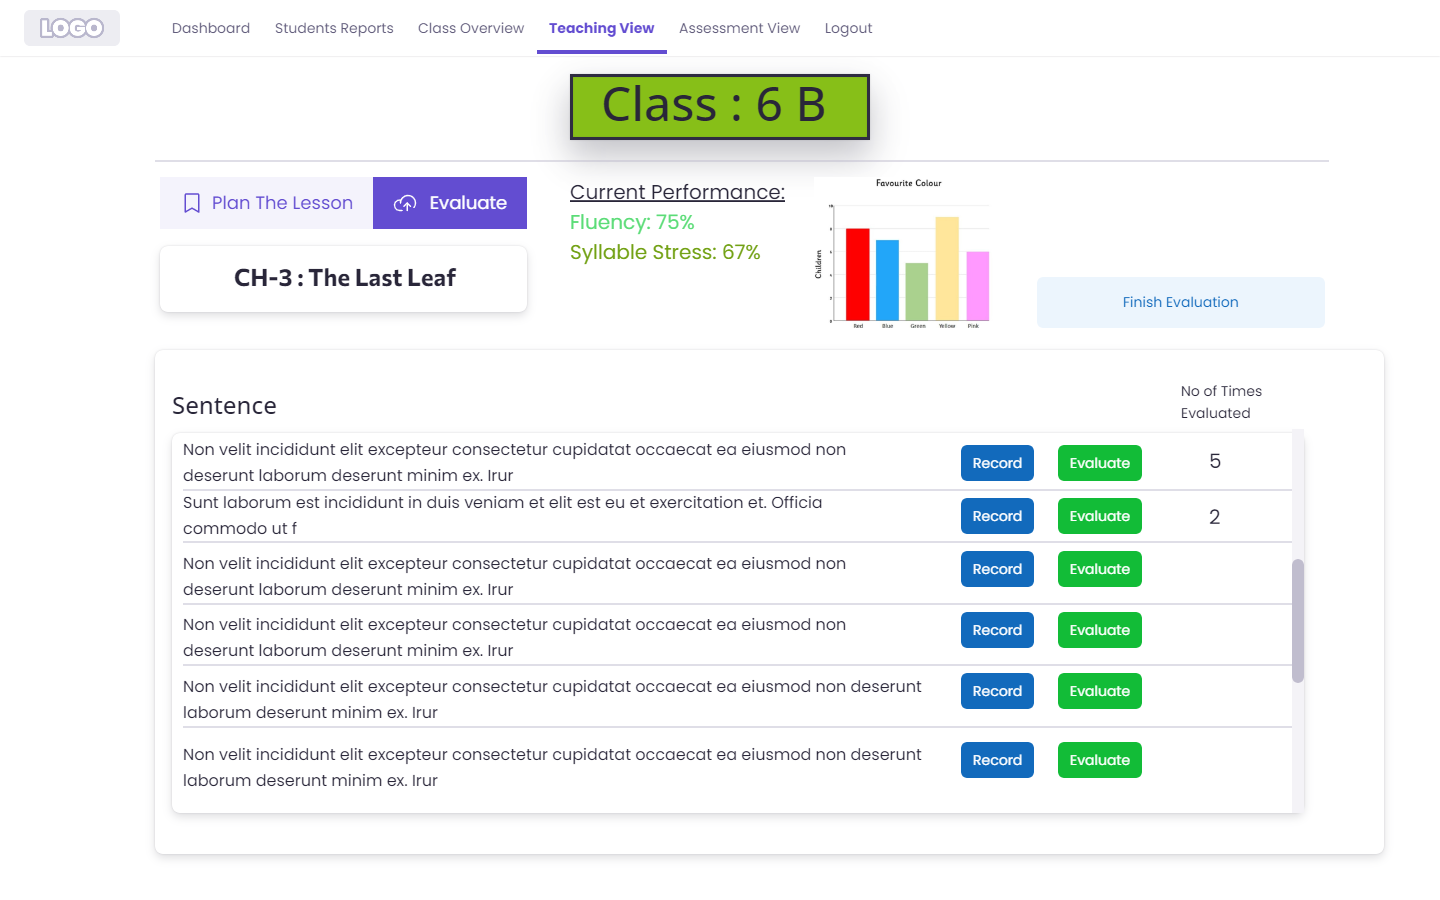 LOGO
Dashboard Students Reports Class Overview Teaching View Assessment View Logout
Class : 6 B
Plan The Lesson
Evaluate
CH-3 : The Last Leaf
Current Performance:
Fluency: 75%
Syllable Stress: 67%
Favourite Colour
Children
10
8
6
4
2
0
Red Blue Green Yellow Pink
Finish Evaluation
Sentence
No of Times
Evaluated
Non velit incididunt elit excepteur consectetur cupidatat occaecat ea eiusmod non
deserunt laborum deserunt minim ex. Irur
Record Evaluate 5
Sunt laborum est incididunt in duis veniam et elit est eu et exercitation et. Officia
commodo ut f
Record Evaluate 2
Non velit incididunt elit excepteur consectetur cupidatat occaecat ea eiusmod non
deserunt laborum deserunt minim ex. Irur
Record Evaluate
Non velit incididunt elit excepteur consectetur cupidatat occaecat ea eiusmod non
deserunt laborum deserunt minim ex. Irur
Record Evaluate
Non velit incididunt elit excepteur consectetur cupidatat occaecat ea eiusmod non deserunt
laborum deserunt minim ex. Irur
Record Evaluate
Non velit incididunt elit excepteur consectetur cupidatat occaecat ea eiusmod non deserunt
laborum deserunt minim ex. Irur
Record Evaluate